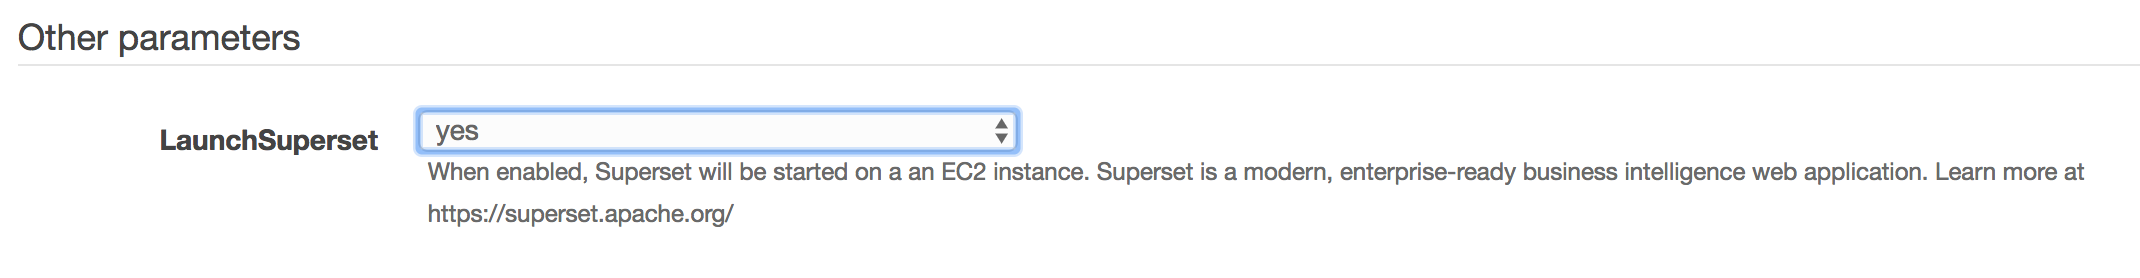 Other parameters
LaunchSuperset
yes
When enabled, Superset will be started on a an EC2 instance. Superset is a modern, enterprise-ready business intelligence web application. Learn more at
https://superset.apache.org/